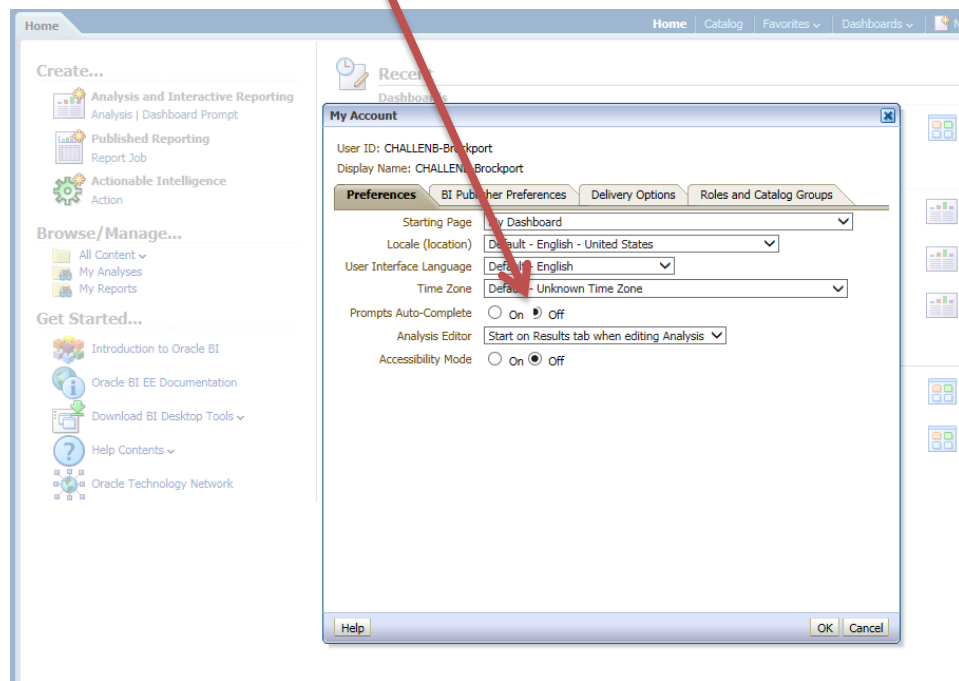 Home
Home Catalog Favorites Dashboards
Create...
Analysis and Interactive Reporting
Analysis | Dashboard Prompt
Published Reporting
Report Job
Actionable Intelligence
Action
Browse/Manage...
All Content
My Analyses
My Reports
Get Started...
Introduction to Oracle BI
Oracle BI EE Documentation
Download BI Desktop Tools
Help Contents
Oracle Technology Network
Recent
Dashboards
My Account
User ID: CHALLENB-Brockport
Display Name: CHALLENB-Brockport
Preferences BI Publisher Preferences Delivery Options Roles and Catalog Groups
Starting Page My Dashboard
Locale (location) Default - English - United States
User Interface Language Default - English
Time Zone Default - Unknown Time Zone
Prompts Auto-Complete On Off
Analysis Editor Start on Results tab when editing Analysis
Accessibility Mode On Off
Help OK Cancel